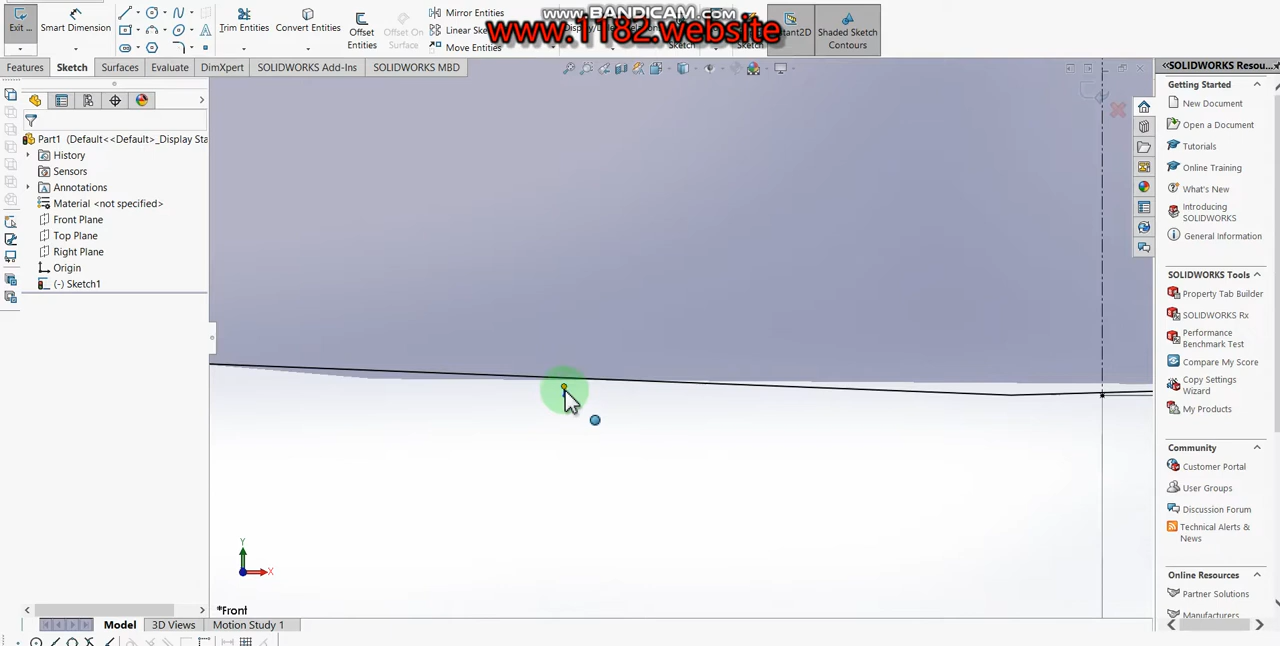 www.BANDICAM.com
www.1182.website
Exit ...
Smart Dimension
Trim Entities
Convert Entities
Offset
Entities
Offset On
Surface
Mirror Entities
Move Entities
Sketch
Shaded Sketch
Contours
Features
Sketch
Surfaces
Evaluate
DimXpert
SOLIDWORKS Add-Ins
SOLIDWORKS MBD
Part1 (Default<<Default>_Display Sta
History
Sensors
Annotations
Material <not specified>
Front Plane
Top Plane
Right Plane
Origin
(-) Sketch1
Y
X
*Front
Model
3D Views
Motion Study 1
SOLIDWORKS Resou...
Getting Started
New Document
Open a Document
Tutorials
Online Training
What's New
Introducing
SOLIDWORKS
General Information
SOLIDWORKS Tools
Property Tab Builder
SOLIDWORKS Rx
Performance
Benchmark Test
Compare My Score
Copy Settings
Wizard
My Products
Community
Customer Portal
User Groups
Discussion Forum
Technical Alerts &
News
Online Resources
Partner Solutions